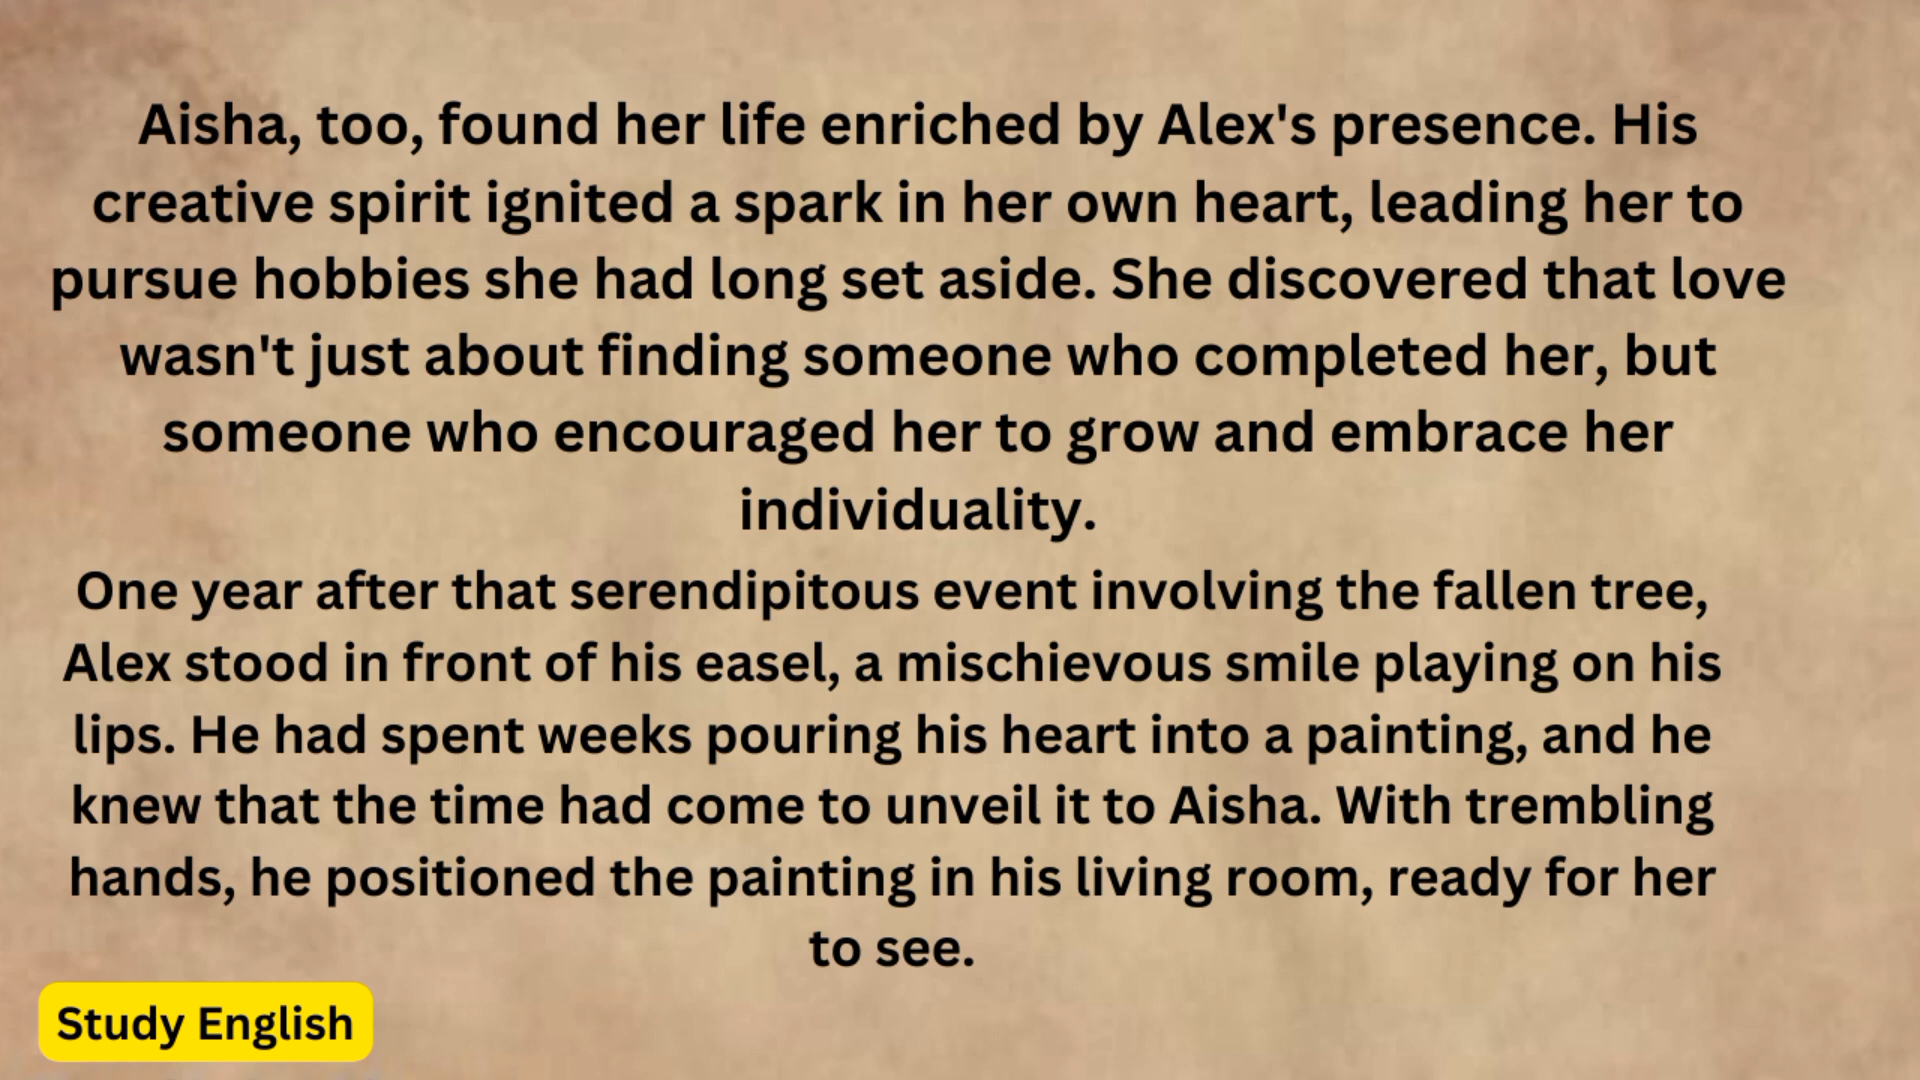 Aisha, too, found her life enriched by Alex's presence. His
creative spirit ignited a spark in her own heart, leading her to
pursue hobbies she had long set aside. She discovered that love
wasn't just about finding someone who completed her, but
someone who encouraged her to grow and embrace her
individuality.
One year after that serendipitous event involving the fallen tree,
Alex stood in front of his easel, a mischievous smile playing on his
lips. He had spent weeks pouring his heart into a painting, and he
knew that the time had come to unveil it to Aisha. With trembling
hands, he positioned the painting in his living room, ready for her
to see.
Study English